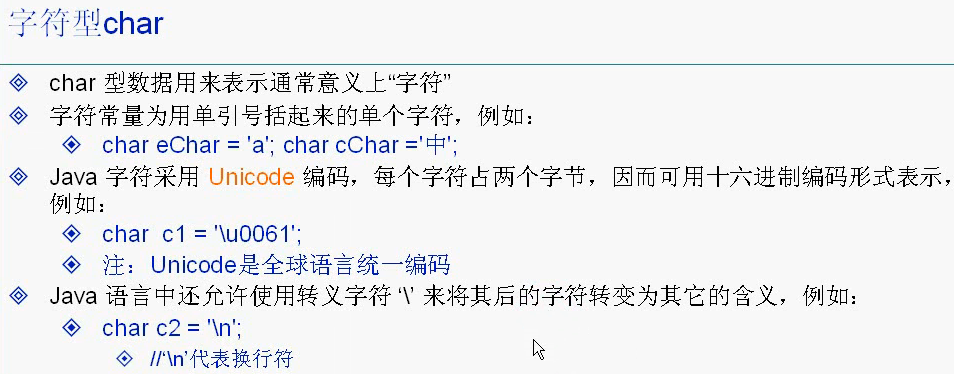 字符型char
char 型数据用来表示通常意义上“字符”
字符常量为用单引号括起来的单个字符，例如：
char eChar = 'a'; char cChar ='中';
Java 字符采用 Unicode 编码，每个字符占两个字节，因而可用十六进制编码形式表示，
例如：
char c1 = '\u0061';
注：Unicode是全球语言统一编码
Java 语言中还允许使用转义字符 ‘\’ 来将其后的字符转变为其它的含义，例如：
char c2 = '\n';
//‘\n’代表换行符